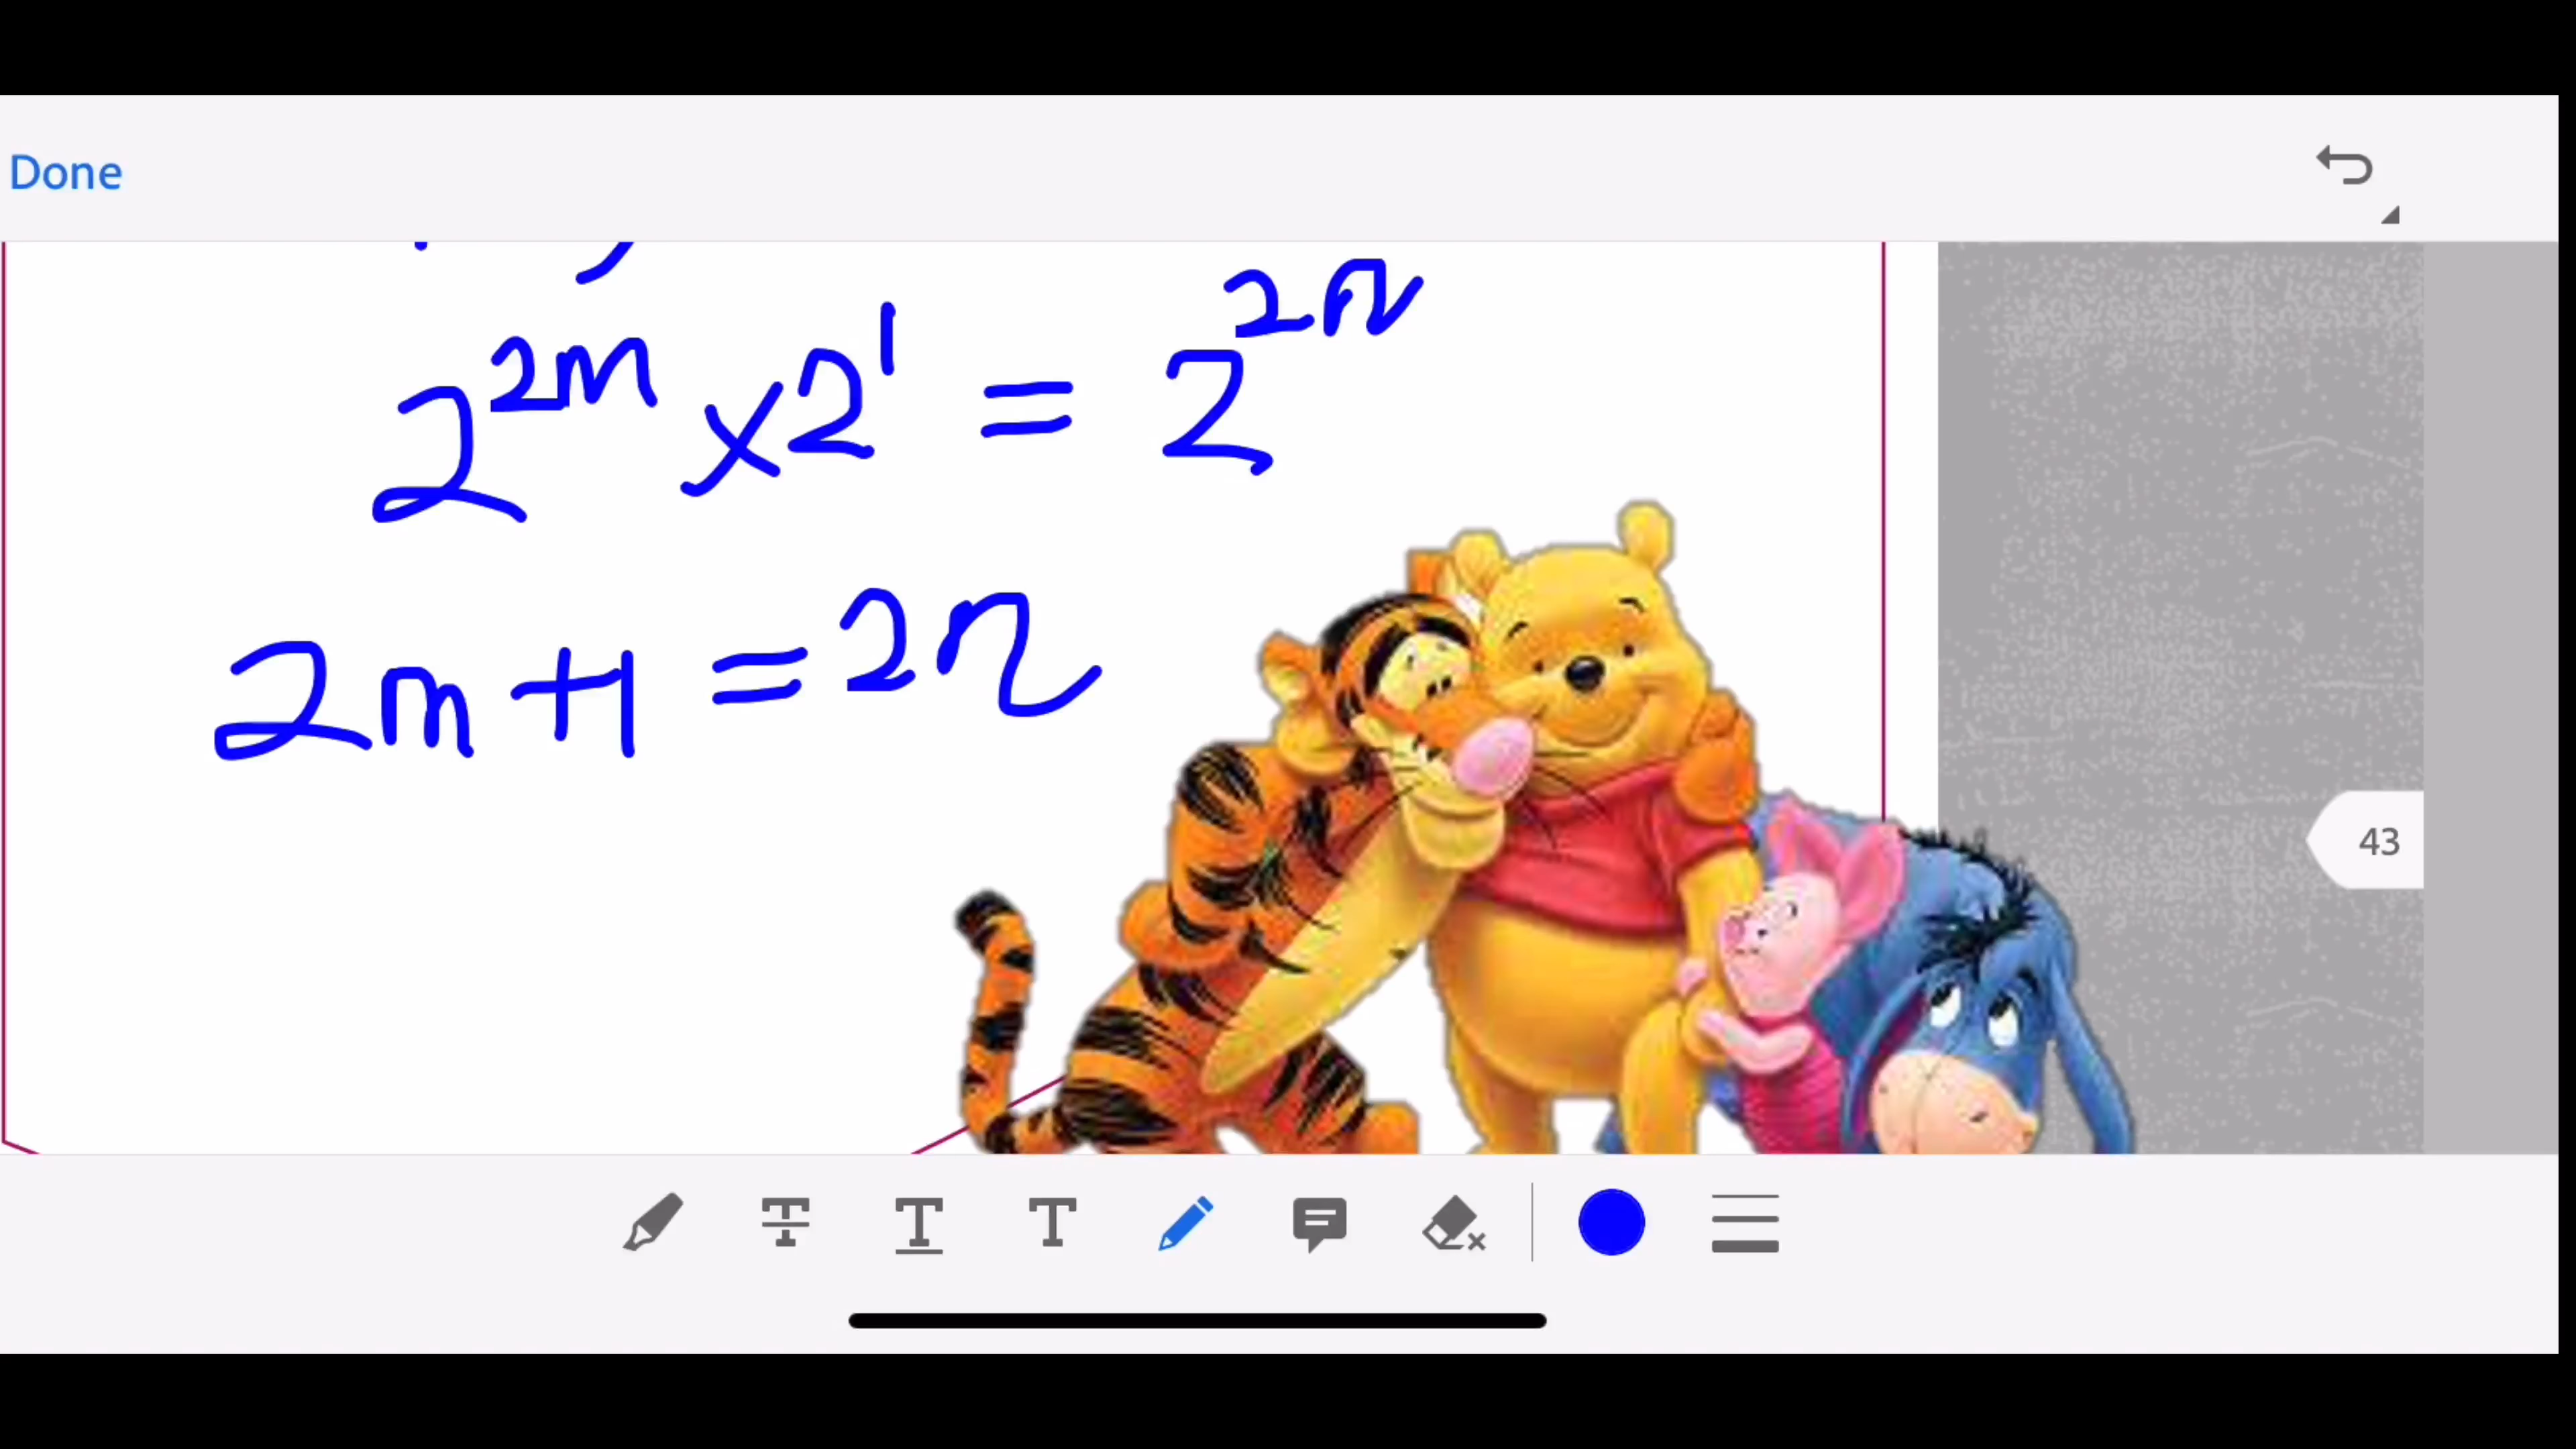 Done
2^{2m} × 2^1 = 2^{2n}
2m + 1 = 2n
43
T T T